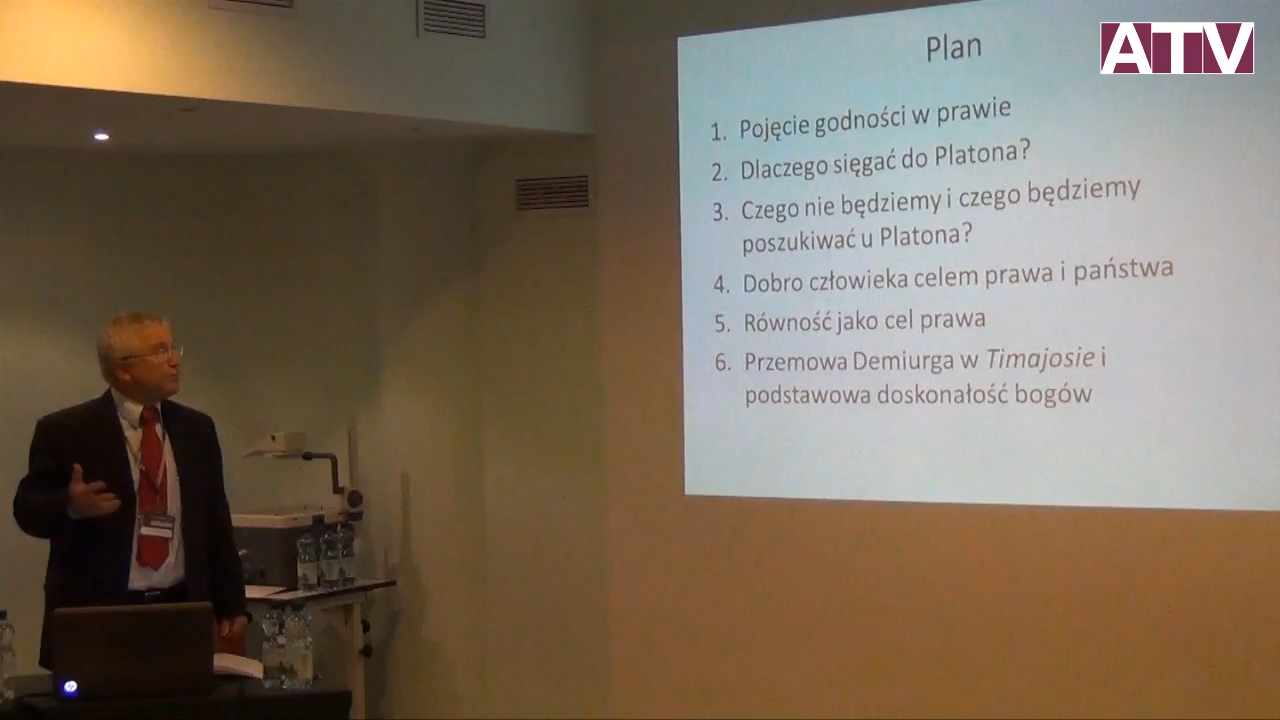 ATV
Plan
1. Pojęcie godności w prawie
2. Dlaczego sięgać do Platona?
3. Czego nie będziemy i czego będziemy
poszukiwać u Platona?
4. Dobro człowieka celem prawa i państwa
5. Równość jako cel prawa
6. Przemowa Demiurga w Timajosie i
podstawowa doskonałość bogów